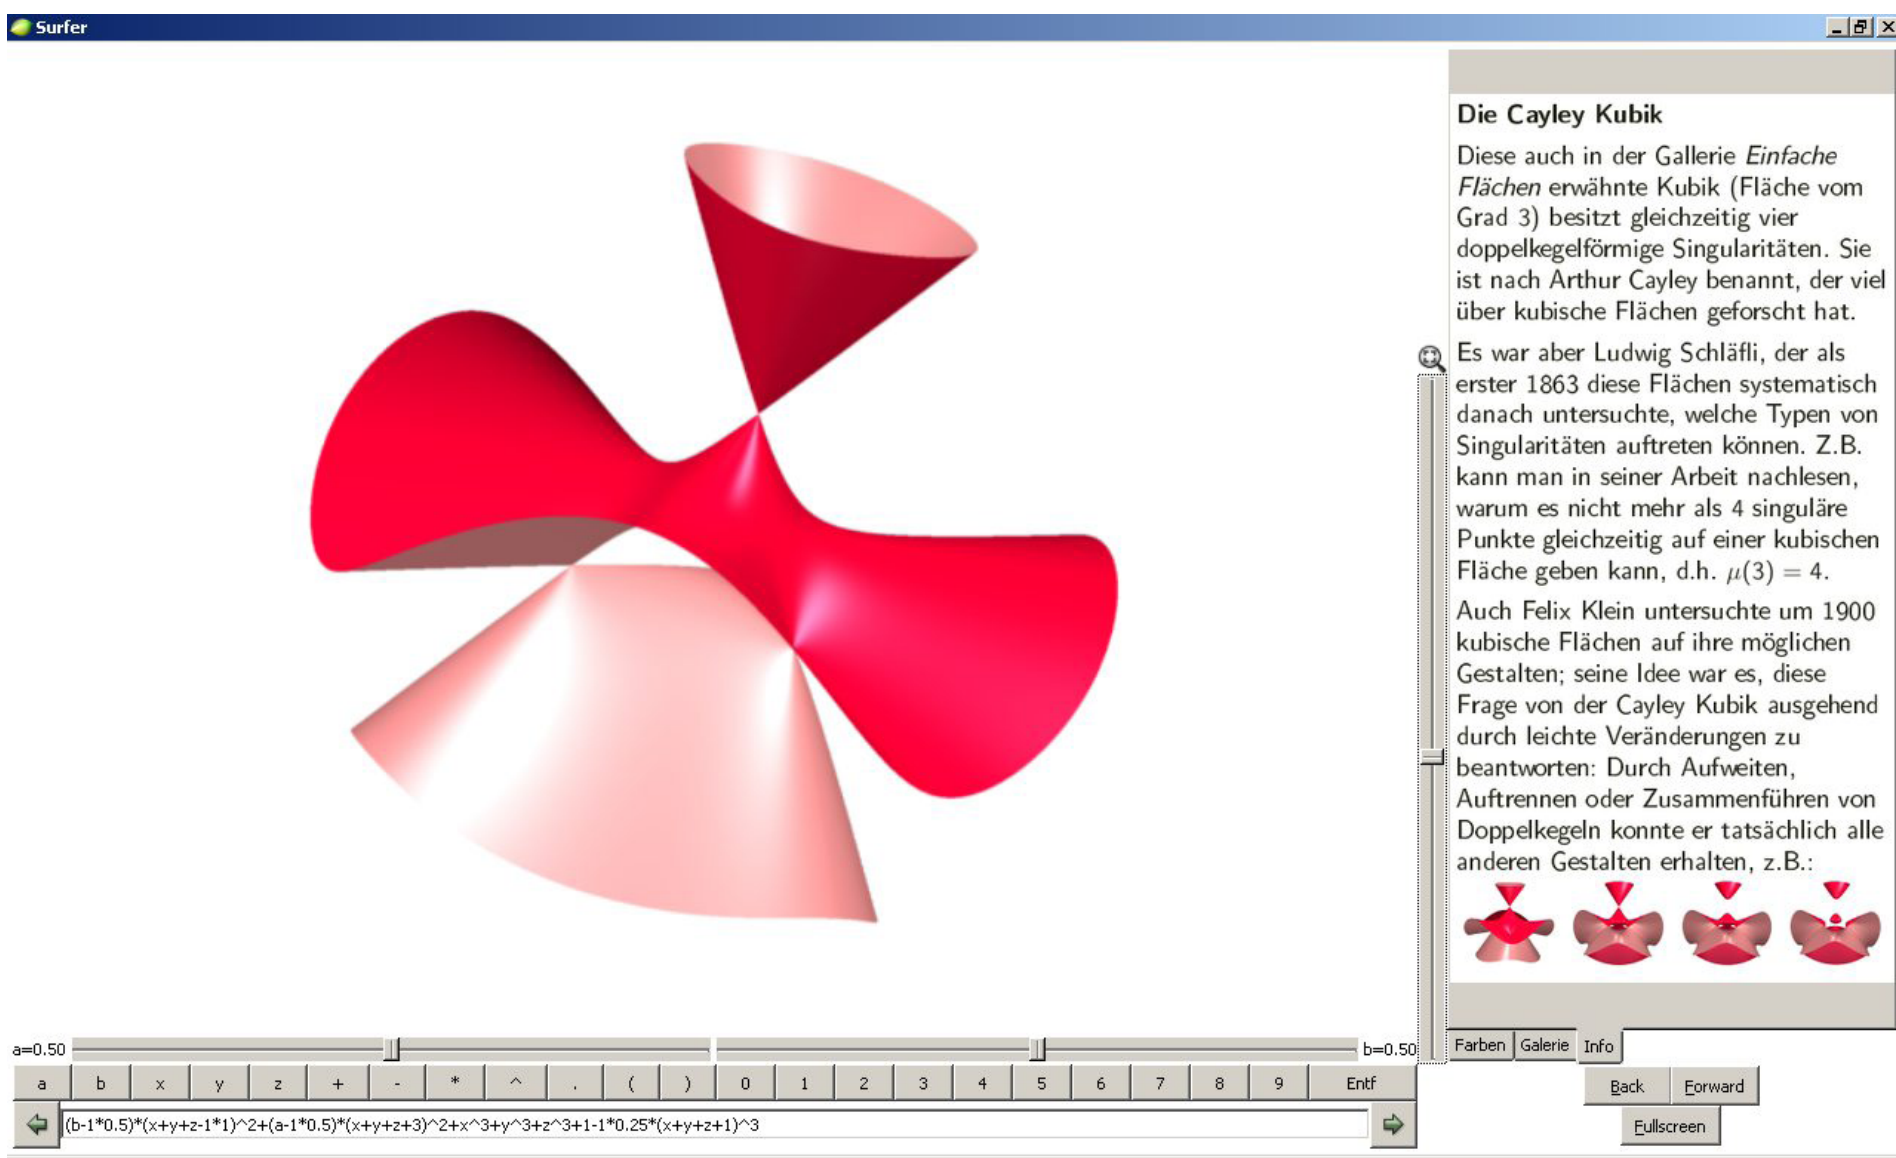 Surfer
Die Cayley Kubik
Diese auch in der Gallerie Einfache
Flächen erwähnte Kubik (Fläche vom
Grad 3) besitzt gleichzeitig vier
doppelkegelförmige Singularitäten. Sie
ist nach Arthur Cayley benannt, der viel
über kubische Flächen geforscht hat.
Es war aber Ludwig Schläfli, der als
erster 1863 diese Flächen systematisch
danach untersuchte, welche Typen von
Singularitäten auftreten können. Z.B.
kann man in seiner Arbeit nachlesen,
warum es nicht mehr als 4 singuläre
Punkte gleichzeitig auf einer kubischen
Fläche geben kann, d.h. μ(3) = 4.
Auch Felix Klein untersuchte um 1900
kubische Flächen auf ihre möglichen
Gestalten; seine Idee war es, diese
Frage von der Cayley Kubik ausgehend
durch leichte Veränderungen zu
beantworten: Durch Aufweiten,
Auftrennen oder Zusammenführen von
Doppelkegeln konnte er tatsächlich alle
anderen Gestalten erhalten, z.B.:
a=0.50 b=0.50
Farben Galerie Info
a b x y z + - * ^ . ( ) 0 1 2 3 4 5 6 7 8 9 Entf
Back Forward
(b-1*0.5)*(x+y+z-1*1)^2+(a-1*0.5)*(x+y+z+3)^2+x^3+y^3+z^3+1-1*0.25*(x+y+z+1)^3
Fullscreen